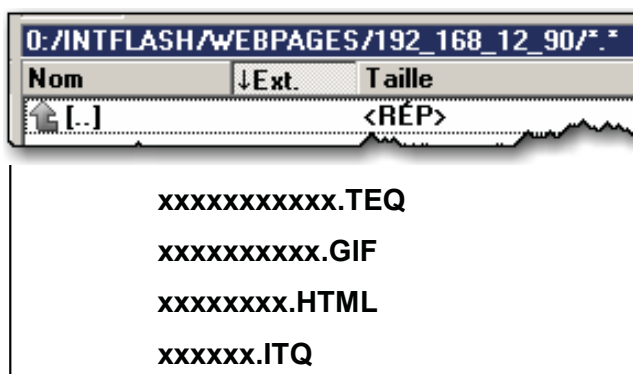 0:/INTFLASH/WEBPAGES/192_168_12_90/*.*
Nom ↓Ext. Taille
[..] <RÉP>
xxxxxxxxxxx.TEQ
xxxxxxxxxx.GIF
xxxxxxxx.HTML
xxxxxx.ITQ